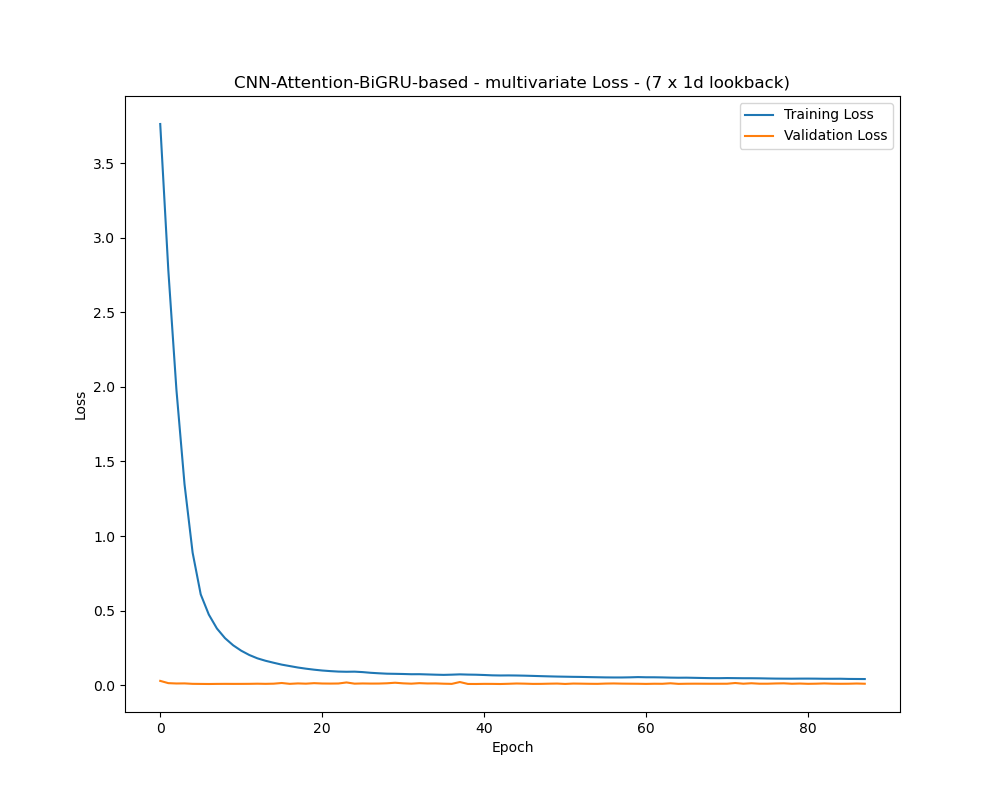 CNN-Attention-BiGRU-based - multivariate Loss - (7 x 1d lookback)
Training Loss
Validation Loss
3.5
3.0
2.5
2.0
1.5
1.0
0.5
0.0
Loss
0 20 40 60 80
Epoch